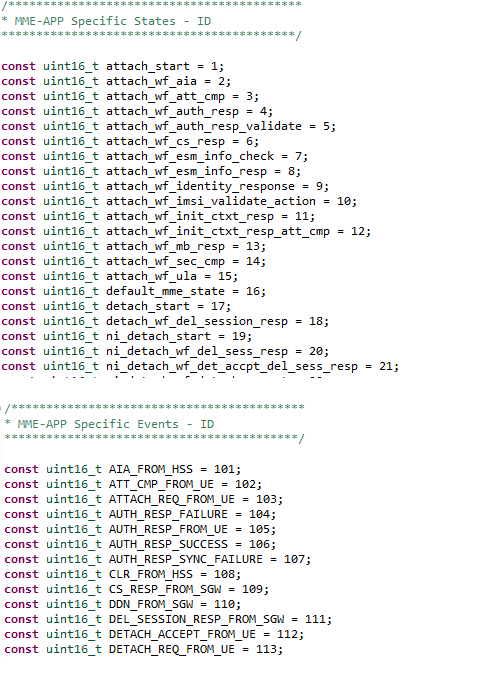 /******************************************
* MME-APP Specific States - ID
******************************************/
const uint16_t attach_start = 1;
const uint16_t attach_wf_aia = 2;
const uint16_t attach_wf_att_cmp = 3;
const uint16_t attach_wf_auth_resp = 4;
const uint16_t attach_wf_auth_resp_validate = 5;
const uint16_t attach_wf_cs_resp = 6;
const uint16_t attach_wf_esm_info_check = 7;
const uint16_t attach_wf_esm_info_resp = 8;
const uint16_t attach_wf_identity_response = 9;
const uint16_t attach_wf_imsi_validate_action = 10;
const uint16_t attach_wf_init_ctxt_resp = 11;
const uint16_t attach_wf_init_ctxt_resp_att_cmp = 12;
const uint16_t attach_wf_mb_resp = 13;
const uint16_t attach_wf_sec_cmp = 14;
const uint16_t attach_wf_ula = 15;
const uint16_t default_mme_state = 16;
const uint16_t detach_start = 17;
const uint16_t detach_wf_del_session_resp = 18;
const uint16_t ni_detach_start = 19;
const uint16_t ni_detach_wf_del_sess_resp = 20;
const uint16_t ni_detach_wf_det_accpt_del_sess_resp = 21;
/******************************************
* MME-APP Specific Events - ID
******************************************/
const uint16_t AIA_FROM_HSS = 101;
const uint16_t ATT_CMP_FROM_UE = 102;
const uint16_t ATTACH_REQ_FROM_UE = 103;
const uint16_t AUTH_RESP_FAILURE = 104;
const uint16_t AUTH_RESP_FROM_UE = 105;
const uint16_t AUTH_RESP_SUCCESS = 106;
const uint16_t AUTH_RESP_SYNC_FAILURE = 107;
const uint16_t CLR_FROM_HSS = 108;
const uint16_t CS_RESP_FROM_SGW = 109;
const uint16_t DDN_FROM_SGW = 110;
const uint16_t DEL_SESSION_RESP_FROM_SGW = 111;
const uint16_t DETACH_ACCEPT_FROM_UE = 112;
const uint16_t DETACH_REQ_FROM_UE = 113;